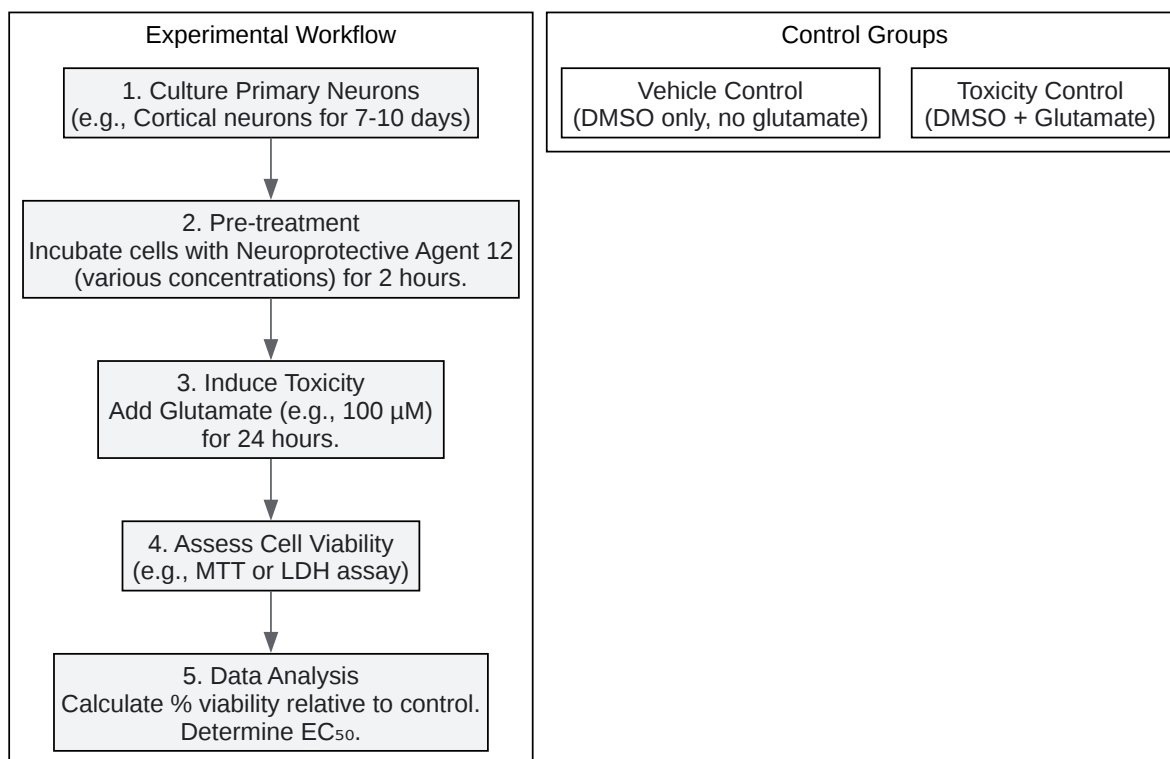 Experimental Workflow
1. Culture Primary Neurons
(e.g., Cortical neurons for 7-10 days)
2. Pre-treatment
Incubate cells with Neuroprotective Agent 12
(various concentrations) for 2 hours.
3. Induce Toxicity
Add Glutamate (e.g., 100 µM)
for 24 hours.
4. Assess Cell Viability
(e.g., MTT or LDH assay)
5. Data Analysis
Calculate % viability relative to control.
Determine EC₅₀.
Control Groups
Vehicle Control
(DMSO only, no glutamate)
Toxicity Control
(DMSO + Glutamate)